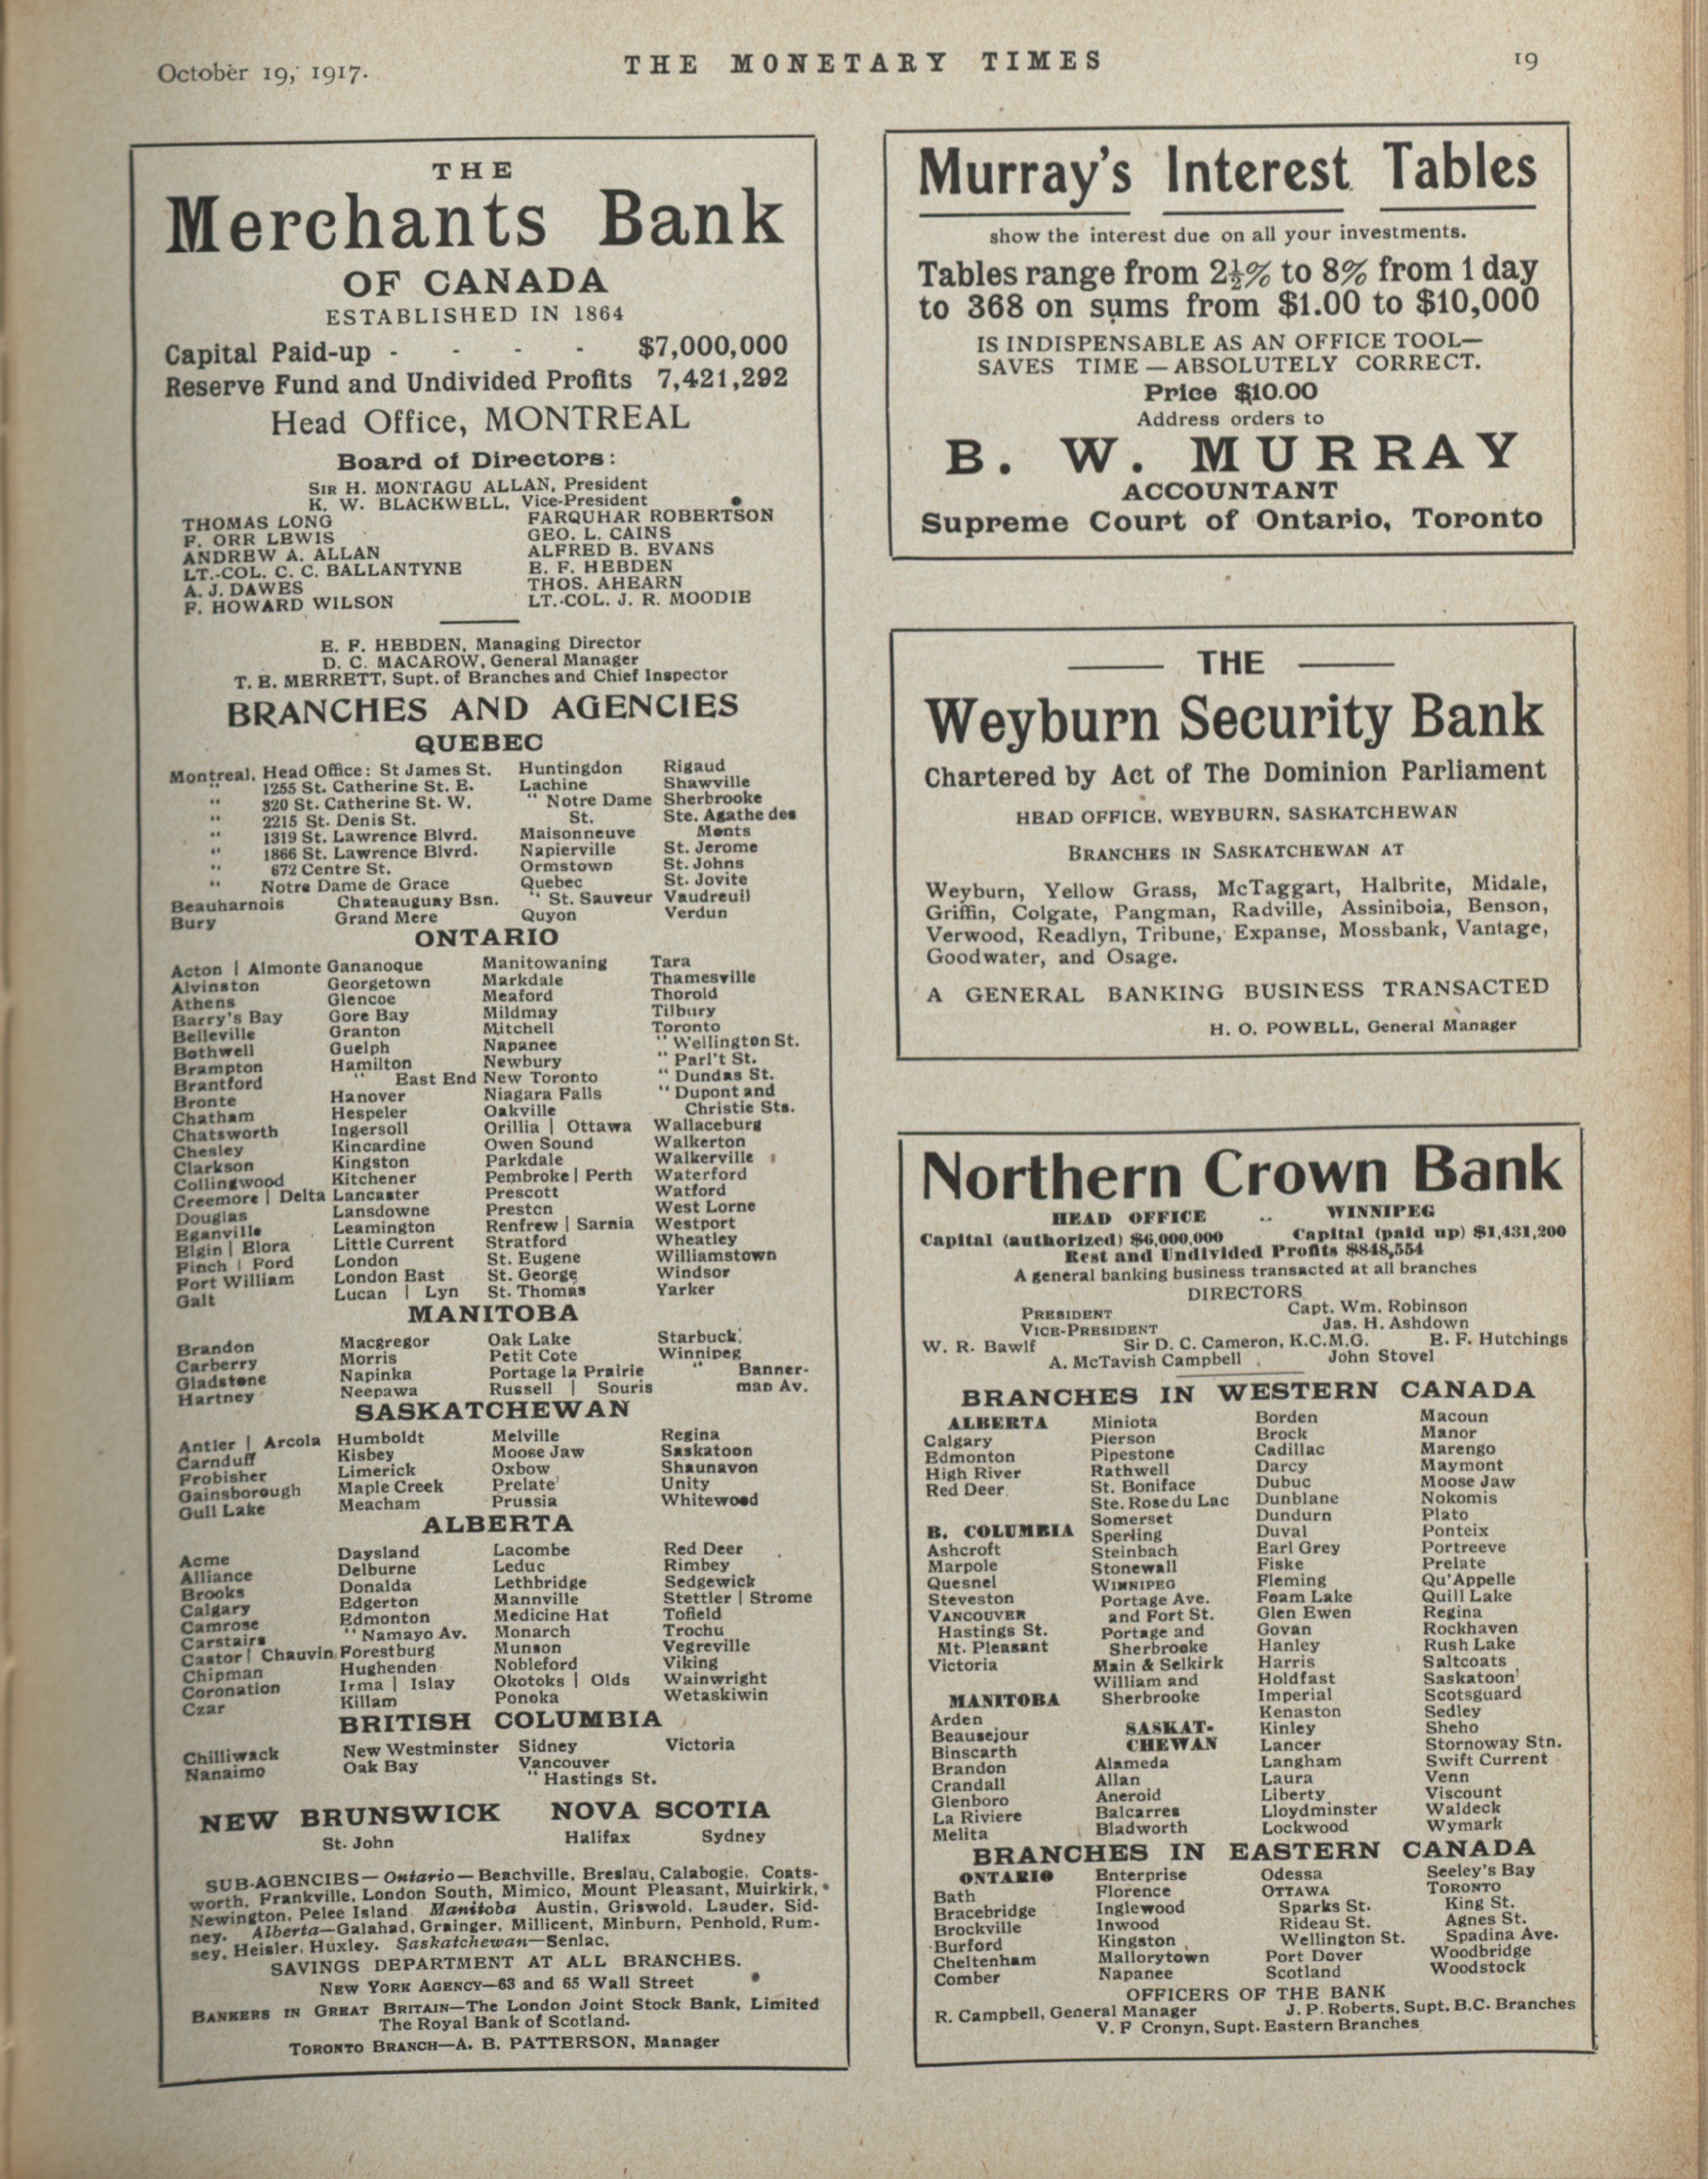 October 19, 1917.
THE MONETARY TIMES
19
THE
Merchants Bank
OF CANADA
ESTABLISHED IN 1864
Capital Paid-up - - - - $7,000,000
Reserve Fund and Undivided Profits 7,421,292
Head Office, MONTREAL
Board of Directors:
SIR H. MONTAGU ALLAN, President
K. W. BLACKWELL, Vice-President
THOMAS LONG FARQUHAR ROBERTSON
F. ORR LEWIS GEO. L. CAINS
ANDREW A. ALLAN ALFRED B. EVANS
LT.-COL. C. C. BALLANTYNE E. F. HEBDEN
A. J. DAWES THOS. AHEARN
F. HOWARD WILSON LT.-COL. J. R. MOODIE
E. F. HEBDEN, Managing Director
D. C. MACAROW, General Manager
T. E. MERRETT, Supt. of Branches and Chief Inspector
BRANCHES AND AGENCIES
QUEBEC
Montreal, Head Office: St James St. Huntingdon Rigaud
" 1255 St. Catherine St. E. Lachine Shawville
" 320 St. Catherine St. W. " Notre Dame Sherbrooke
" 2215 St. Denis St. St. Ste. Agathe des
" 1319 St. Lawrence Blvrd. Maisonneuve Monts
" 1866 St. Lawrence Blvrd. Napierville St. Jerome
" 672 Centre St. Ormstown St. Johns
" Notre Dame de Grace Quebec St. Jovite
Beauharnois Chateauguay Bsn. " St. Sauveur Vaudreuil
Bury Grand Mere Quyon Verdun
ONTARIO
Acton | Almonte Gananoque Manitowaning Tara
Alvinston Georgetown Markdale Thamesville
Athens Glencoe Meaford Thorold
Barry's Bay Gore Bay Mildmay Tilbury
Belleville Granton Mitchell Toronto
Bothwell Guelph Napanee " Wellington St.
Brampton Hamilton Newbury " Parl't St.
Brantford " East End New Toronto " Dundas St.
Bronte Hanover Niagara Falls " Dupont and
Chatham Hespeler Oakville Christie Sts.
Chatsworth Ingersoll Orillia | Ottawa Wallaceburg
Chesley Kincardine Owen Sound Walkerton
Clarkson Kingston Parkdale Walkerville
Collingwood Kitchener Pembroke | Perth Waterford
Creemore | Delta Lancaster Prescott Watford
Douglas Lansdowne Preston West Lorne
Eganville Leamington Renfrew | Sarnia Westport
Elgin | Elora Little Current Stratford Wheatley
Finch | Ford London St. Eugene Williamstown
Fort William London East St. George Windsor
Galt Lucan | Lyn St. Thomas Yarker
MANITOBA
Brandon Macgregor Oak Lake Starbuck
Carberry Morris Petit Cote Winnipeg
Gladstone Napinka Portage la Prairie " Banner-
Hartney Neepawa Russell | Souris man Av.
SASKATCHEWAN
Antler | Arcola Humboldt Melville Regina
Carnduff Kisbey Moose Jaw Saskatoon
Frobisher Limerick Oxbow Shaunavon
Gainsborough Maple Creek Prelate Unity
Gull Lake Meacham Prussia Whitewood
ALBERTA
Acme Daysland Lacombe Red Deer
Alliance Delburne Leduc Rimbey
Brooks Donalda Lethbridge Sedgewick
Calgary Edgerton Mannville Stettler | Strome
Camrose Edmonton Medicine Hat Tofield
Carstairs " Namayo Av. Monarch Trochu
Castor | Chauvin Forestburg Munson Vegreville
Chipman Hughenden Nobleford Viking
Coronation Irma | Islay Okotoks | Olds Wainwright
Czar Killam Ponoka Wetaskiwin
BRITISH COLUMBIA
Chilliwack New Westminster Sidney Victoria
Nanaimo Oak Bay Vancouver
" Hastings St.
NEW BRUNSWICK NOVA SCOTIA
St. John Halifax Sydney
SUB-AGENCIES—Ontario—Beachville, Breslau, Calabogie, Coats-
worth, Frankville, London South, Mimico, Mount Pleasant, Muirkirk,
Newington, Pelee Island. Manitoba Austin, Griswold, Lauder, Sid-
ney. Alberta—Galahad, Grainger, Millicent, Minburn, Penhold, Rum-
sey, Heisler, Huxley. Saskatchewan—Senlac.
SAVINGS DEPARTMENT AT ALL BRANCHES.
NEW YORK AGENCY—63 and 65 Wall Street
BANKERS IN GREAT BRITAIN—The London Joint Stock Bank, Limited
The Royal Bank of Scotland.
TORONTO BRANCH—A. B. PATTERSON, Manager
Murray's Interest Tables
show the interest due on all your investments.
Tables range from 2½% to 8% from 1 day
to 368 on sums from $1.00 to $10,000
IS INDISPENSABLE AS AN OFFICE TOOL—
SAVES TIME—ABSOLUTELY CORRECT.
Price $10.00
Address orders to
B. W. MURRAY
ACCOUNTANT
Supreme Court of Ontario, Toronto
THE
Weyburn Security Bank
Chartered by Act of The Dominion Parliament
HEAD OFFICE, WEYBURN, SASKATCHEWAN
BRANCHES IN SASKATCHEWAN AT
Weyburn, Yellow Grass, McTaggart, Halbrite, Midale,
Griffin, Colgate, Pangman, Radville, Assiniboia, Benson,
Verwood, Readlyn, Tribune, Expanse, Mossbank, Vantage,
Goodwater, and Osage.
A GENERAL BANKING BUSINESS TRANSACTED
H. O. POWELL, General Manager
Northern Crown Bank
HEAD OFFICE .. WINNIPEG
Capital (authorized) $6,000,000 Capital (paid up) $1,431,200
Rest and Undivided Profits $848,554
A general banking business transacted at all branches
DIRECTORS
PRESIDENT Capt. Wm. Robinson
VICE-PRESIDENT Jas. H. Ashdown
W. R. Bawlf Sir D. C. Cameron, K.C.M.G. E. F. Hutchings
A. McTavish Campbell John Stovel
BRANCHES IN WESTERN CANADA
ALBERTA
Calgary
Edmonton
High River
Red Deer
B. COLUMBIA
Ashcroft
Marpole
Quesnel
Steveston
VANCOUVER
Hastings St.
Mt. Pleasant
Victoria
MANITOBA
Arden
Beausejour
Binscarth
Brandon
Crandall
Glenboro
La Riviere
Melita
Miniota
Pierson
Pipestone
Rathwell
St. Boniface
Ste. Rose du Lac
Somerset
Sperling
Steinbach
Stonewall
WINNIPEG
Portage Ave.
and Fort St.
Portage and
Sherbrooke
Main & Selkirk
William and
Sherbrooke
SASKAT-
CHEWAN
Alameda
Allan
Aneroid
Balcarres
Bladworth
Borden
Brock
Cadillac
Darcy
Dubuc
Dunblane
Dundurn
Duval
Earl Grey
Fiske
Fleming
Foam Lake
Glen Ewen
Govan
Hanley
Harris
Holdfast
Imperial
Kenaston
Kinley
Lancer
Langham
Laura
Liberty
Lloydminster
Lockwood
Macoun
Manor
Marengo
Maymont
Moose Jaw
Nokomis
Plato
Ponteix
Portreeve
Prelate
Qu'Appelle
Quill Lake
Regina
Rockhaven
Rush Lake
Saltcoats
Saskatoon
Scotsguard
Sedley
Sheho
Stornoway Stn.
Swift Current
Venn
Viscount
Waldeck
Wymark
BRANCHES IN EASTERN CANADA
ONTARIO
Bath
Bracebridge
Brockville
Burford
Cheltenham
Comber
Enterprise
Florence
Inglewood
Inwood
Kingston
Mallorytown
Napanee
Odessa
OTTAWA
Sparks St.
Rideau St.
Wellington St.
Port Dover
Scotland
Seeley's Bay
TORONTO
King St.
Agnes St.
Spadina Ave.
Woodbridge
Woodstock
OFFICERS OF THE BANK
R. Campbell, General Manager J. P. Roberts, Supt. B.C. Branches
V. F Cronyn, Supt. Eastern Branches